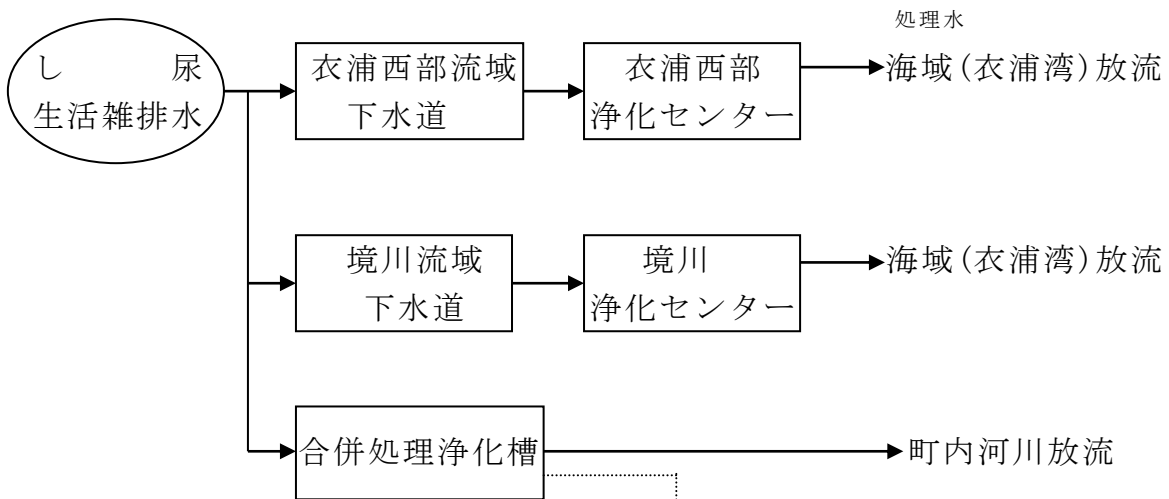 処理水
し尿
生活雑排水
衣浦西部流域
下水道
衣浦西部
浄化センター
海域(衣浦湾)放流
境川流域
下水道
境川
浄化センター
海域(衣浦湾)放流
合併処理浄化槽
町内河川放流